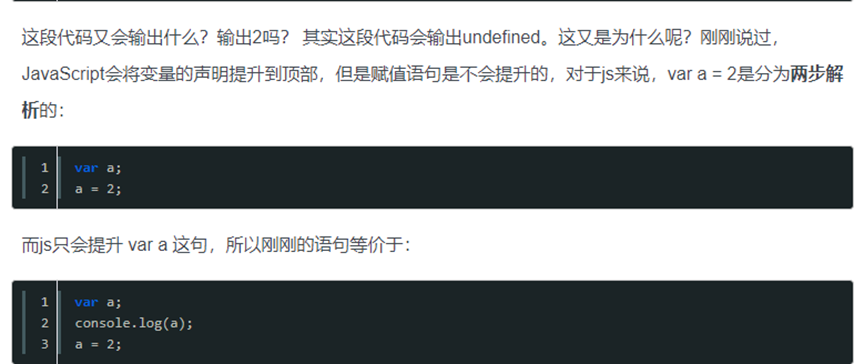 这段代码又会输出什么？输出2吗？ 其实这段代码会输出undefined。这又是为什么呢？刚刚说过，
JavaScript会将变量的声明提升到顶部，但是赋值语句是不会提升的，对于js来说，var a = 2是分为两步解
析的：
1 var a;
2 a = 2;
而js只会提升 var a 这句，所以刚刚的语句等价于：
1 var a;
2 console.log(a);
3 a = 2;